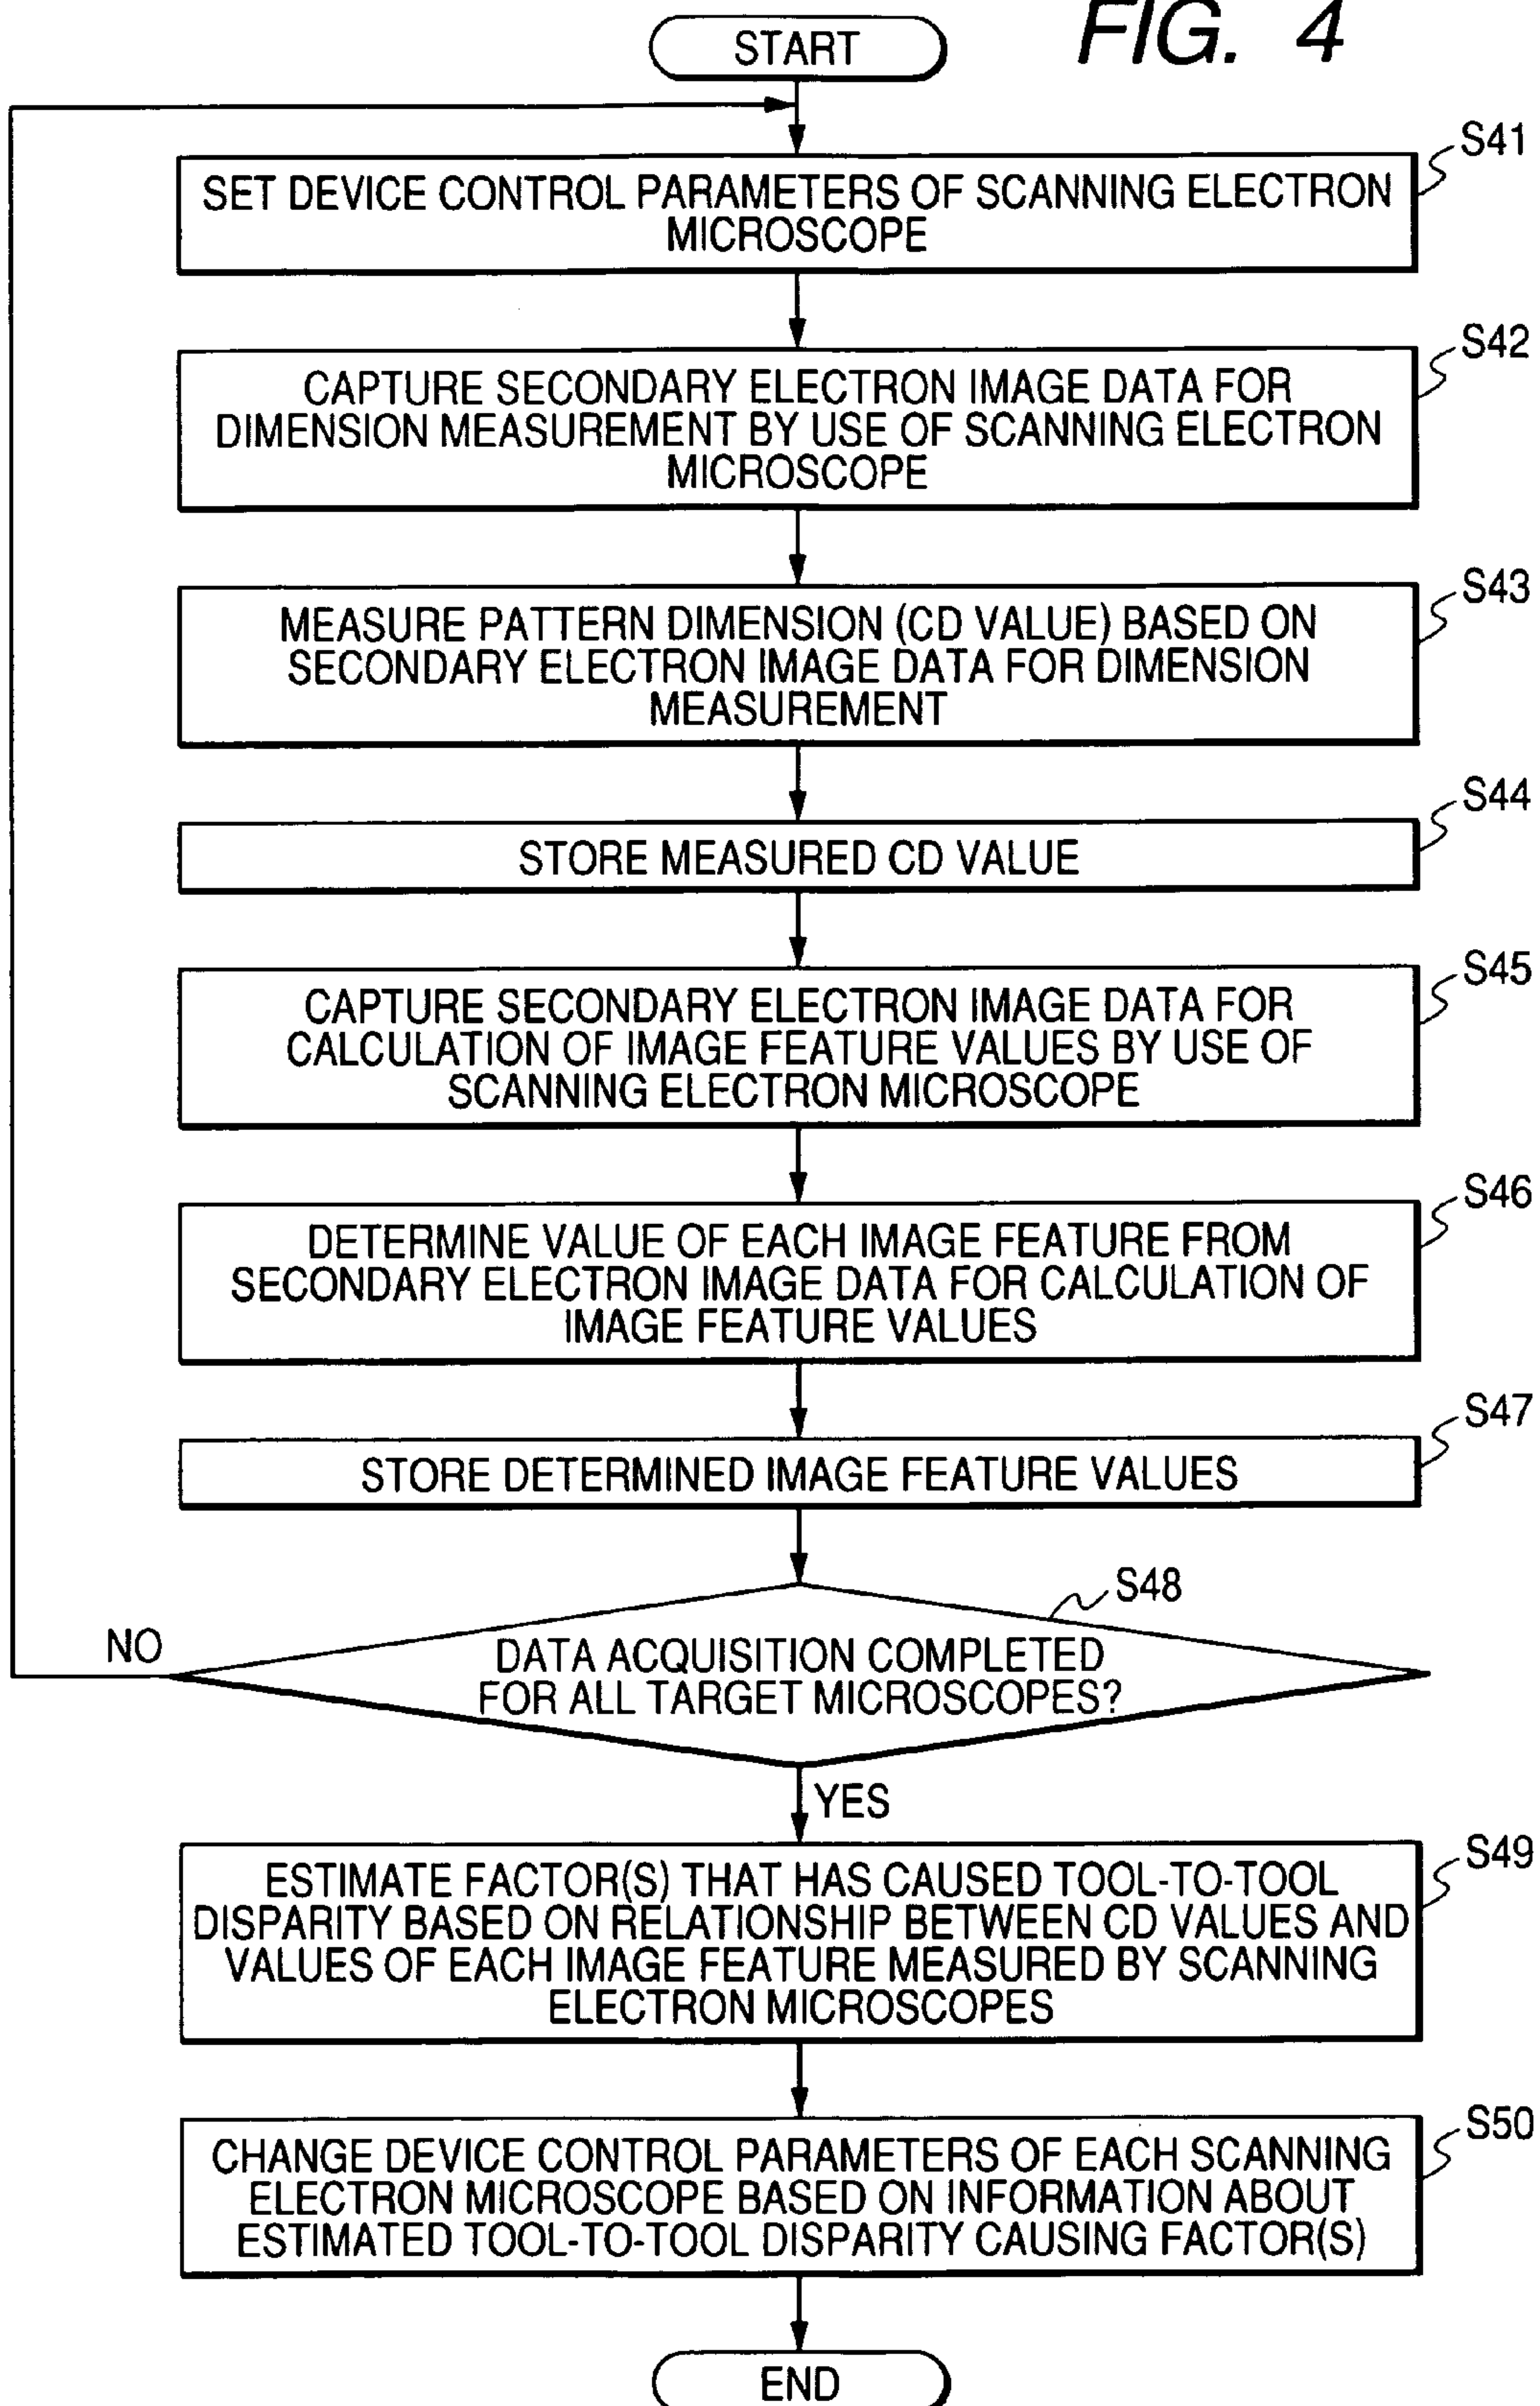 FIG. 4
START
S41
SET DEVICE CONTROL PARAMETERS OF SCANNING ELECTRON
MICROSCOPE
S42
CAPTURE SECONDARY ELECTRON IMAGE DATA FOR
DIMENSION MEASUREMENT BY USE OF SCANNING ELECTRON
MICROSCOPE
S43
MEASURE PATTERN DIMENSION (CD VALUE) BASED ON
SECONDARY ELECTRON IMAGE DATA FOR DIMENSION
MEASUREMENT
S44
STORE MEASURED CD VALUE
S45
CAPTURE SECONDARY ELECTRON IMAGE DATA FOR
CALCULATION OF IMAGE FEATURE VALUES BY USE OF
SCANNING ELECTRON MICROSCOPE
S46
DETERMINE VALUE OF EACH IMAGE FEATURE FROM
SECONDARY ELECTRON IMAGE DATA FOR CALCULATION OF
IMAGE FEATURE VALUES
S47
STORE DETERMINED IMAGE FEATURE VALUES
S48
NO
DATA ACQUISITION COMPLETED
FOR ALL TARGET MICROSCOPES?
YES
S49
ESTIMATE FACTOR(S) THAT HAS CAUSED TOOL-TO-TOOL
DISPARITY BASED ON RELATIONSHIP BETWEEN CD VALUES AND
VALUES OF EACH IMAGE FEATURE MEASURED BY SCANNING
ELECTRON MICROSCOPES
S50
CHANGE DEVICE CONTROL PARAMETERS OF EACH SCANNING
ELECTRON MICROSCOPE BASED ON INFORMATION ABOUT
ESTIMATED TOOL-TO-TOOL DISPARITY CAUSING FACTOR(S)
END